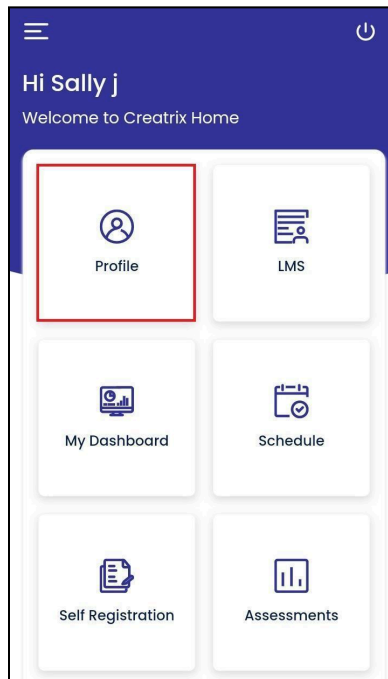 Hi Sally j
Welcome to Creatrix Home
Profile
LMS
My Dashboard
Schedule
Self Registration
Assessments